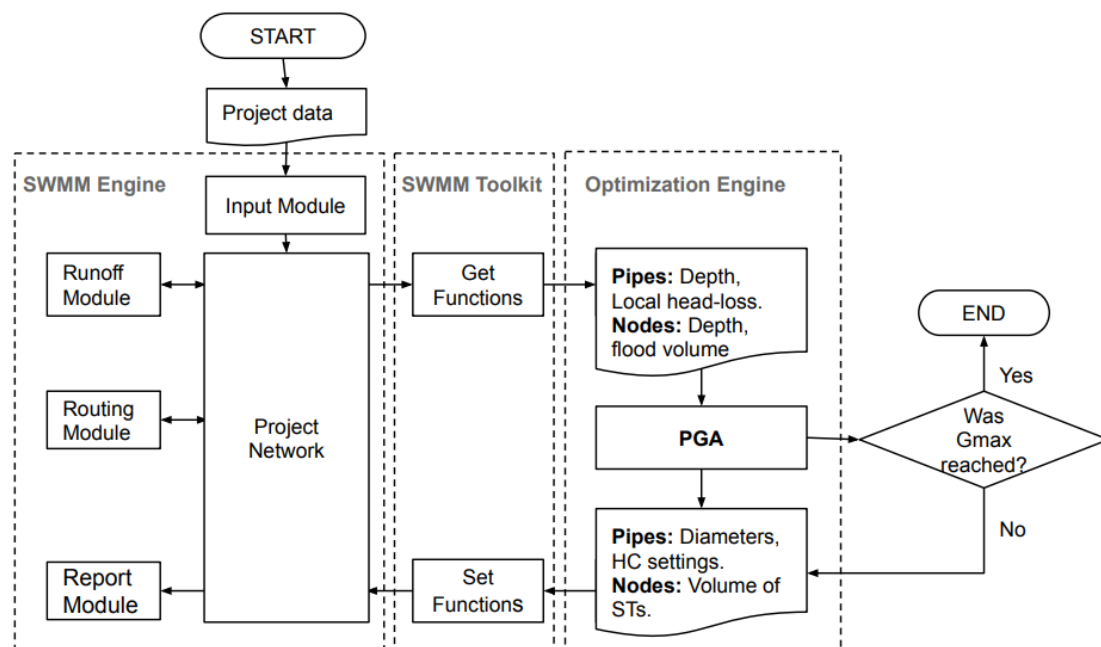 START
Project data
SWMM Engine
SWMM Toolkit
Optimization Engine
Input Module
Runoff
Module
Routing
Module
Report
Module
Project
Network
Get
Functions
Set
Functions
Pipes: Depth,
Local head-loss.
Nodes: Depth,
flood volume
PGA
Pipes: Diameters,
HC settings.
Nodes: Volume of
STs.
END
Yes
Was
Gmax
reached?
No